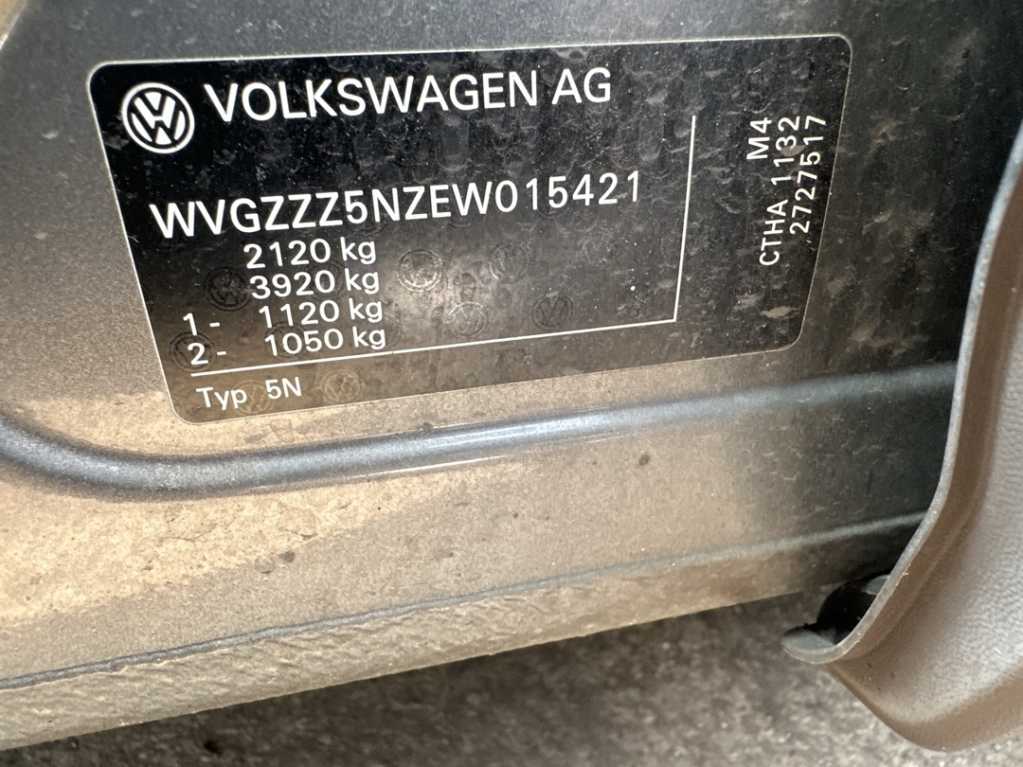 VOLKSWAGEN AG
WVGZZZ5NZEW015421
2120 kg
3920 kg
1- 1120 kg
2- 1050 kg
Typ 5N
M4
CTHA 1132
2727517